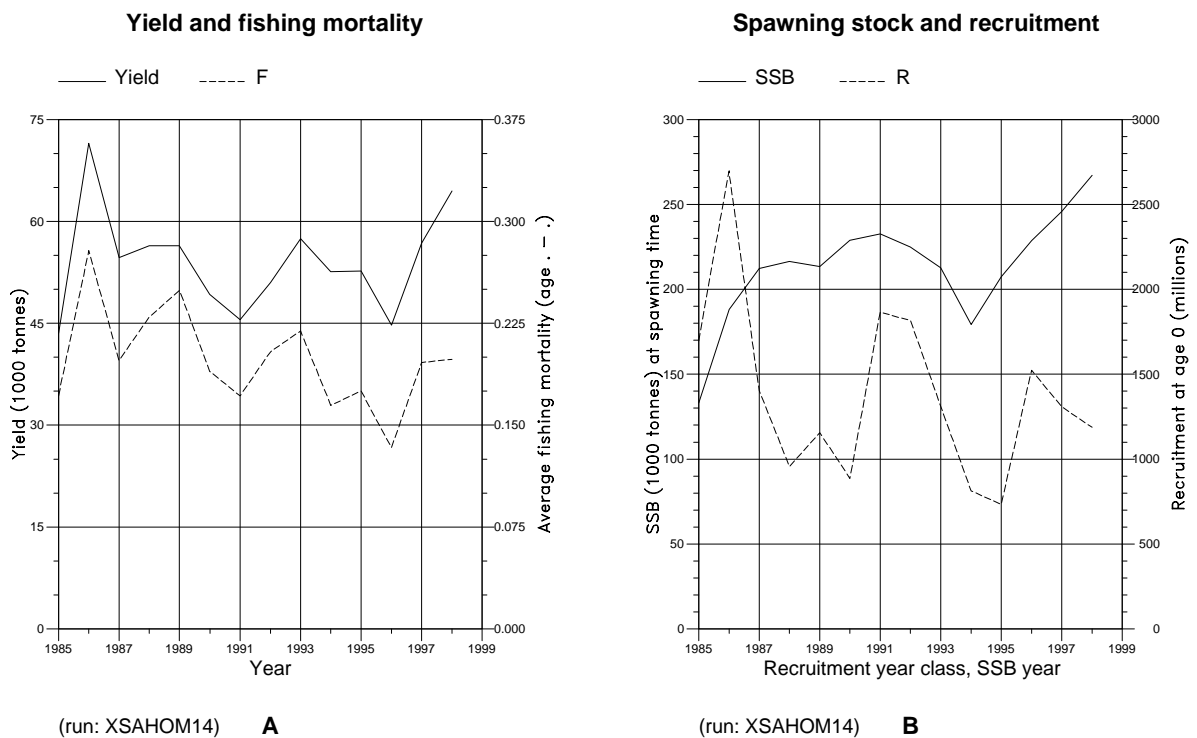 Yield and fishing mortality
Yield F
75
60
45
30
15
0
0.375
0.300
0.225
0.150
0.075
0.000
Yield (1000 tonnes)
Average fishing mortality (age . – .)
1985 1987 1989 1991 1993 1995 1997 1999
Year
(run: XSAHOM14) A
Spawning stock and recruitment
SSB R
300
250
200
150
100
50
0
3000
2500
2000
1500
1000
500
0
SSB (1000 tonnes) at spawning time
Recruitment at age 0 (millions)
1985 1987 1989 1991 1993 1995 1997 1999
Recruitment year class, SSB year
(run: XSAHOM14) B